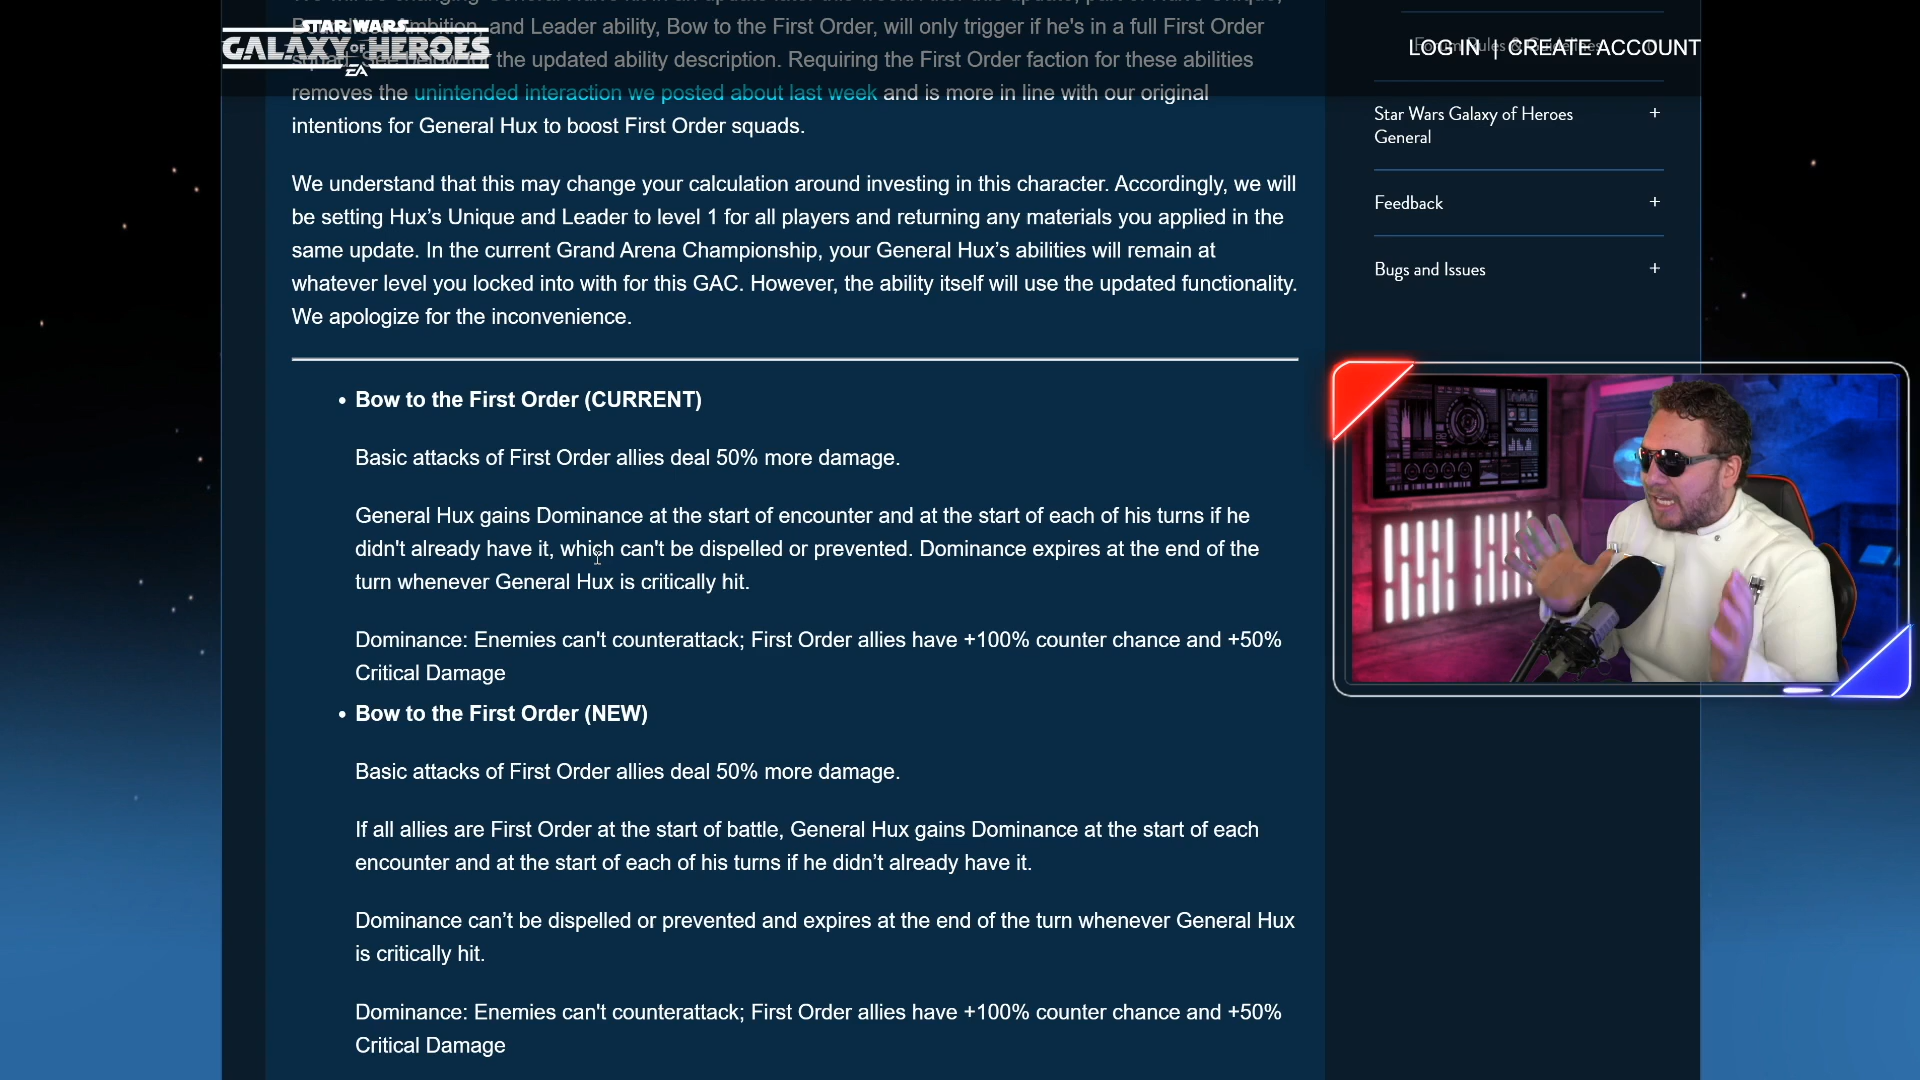 STAR WARS
GALAXY OF HEROES
EA
LOG IN | CREATE ACCOUNT
and Leader ability, Bow to the First Order, will only trigger if he's in a full First Order
the updated ability description. Requiring the First Order faction for these abilities
removes the unintended interaction we posted about last week and is more in line with our original
intentions for General Hux to boost First Order squads.
We understand that this may change your calculation around investing in this character. Accordingly, we will
be setting Hux’s Unique and Leader to level 1 for all players and returning any materials you applied in the
same update. In the current Grand Arena Championship, your General Hux’s abilities will remain at
whatever level you locked into with for this GAC. However, the ability itself will use the updated functionality.
We apologize for the inconvenience.
• Bow to the First Order (CURRENT)
Basic attacks of First Order allies deal 50% more damage.
General Hux gains Dominance at the start of encounter and at the start of each of his turns if he
didn't already have it, which can't be dispelled or prevented. Dominance expires at the end of the
turn whenever General Hux is critically hit.
Dominance: Enemies can't counterattack; First Order allies have +100% counter chance and +50%
Critical Damage
• Bow to the First Order (NEW)
Basic attacks of First Order allies deal 50% more damage.
If all allies are First Order at the start of battle, General Hux gains Dominance at the start of each
encounter and at the start of each of his turns if he didn’t already have it.
Dominance can’t be dispelled or prevented and expires at the end of the turn whenever General Hux
is critically hit.
Dominance: Enemies can't counterattack; First Order allies have +100% counter chance and +50%
Critical Damage
Star Wars Galaxy of Heroes +
General
Feedback +
Bugs and Issues +